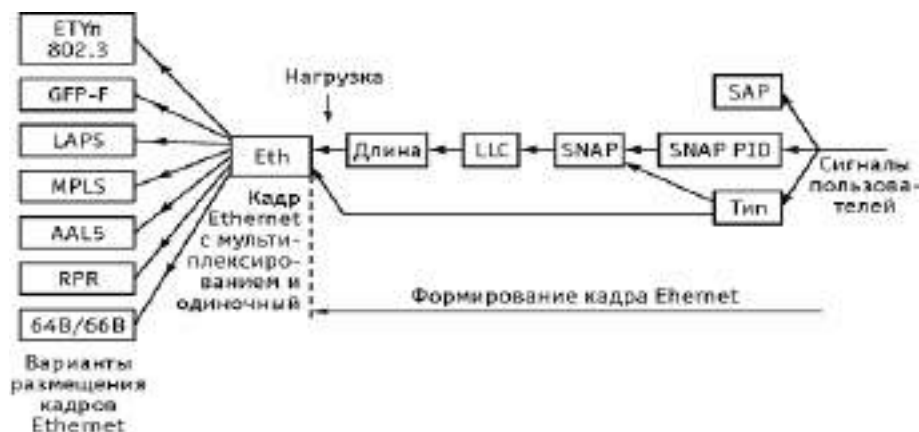 ETYn
802.3
GFP-F
LAPS
MPLS
AAL5
RPR
64B/66B
Варианты
размещения
кадров
Ethernet
Eth
Кадр
Ethernet
с мульти-
плексиро-
ванием и
одиночный
Нагрузка
Длина
LLC
SNAP
SNAP PID
SAP
Тип
Сигналы
пользова-
телей
Формирование кадра Ehernet